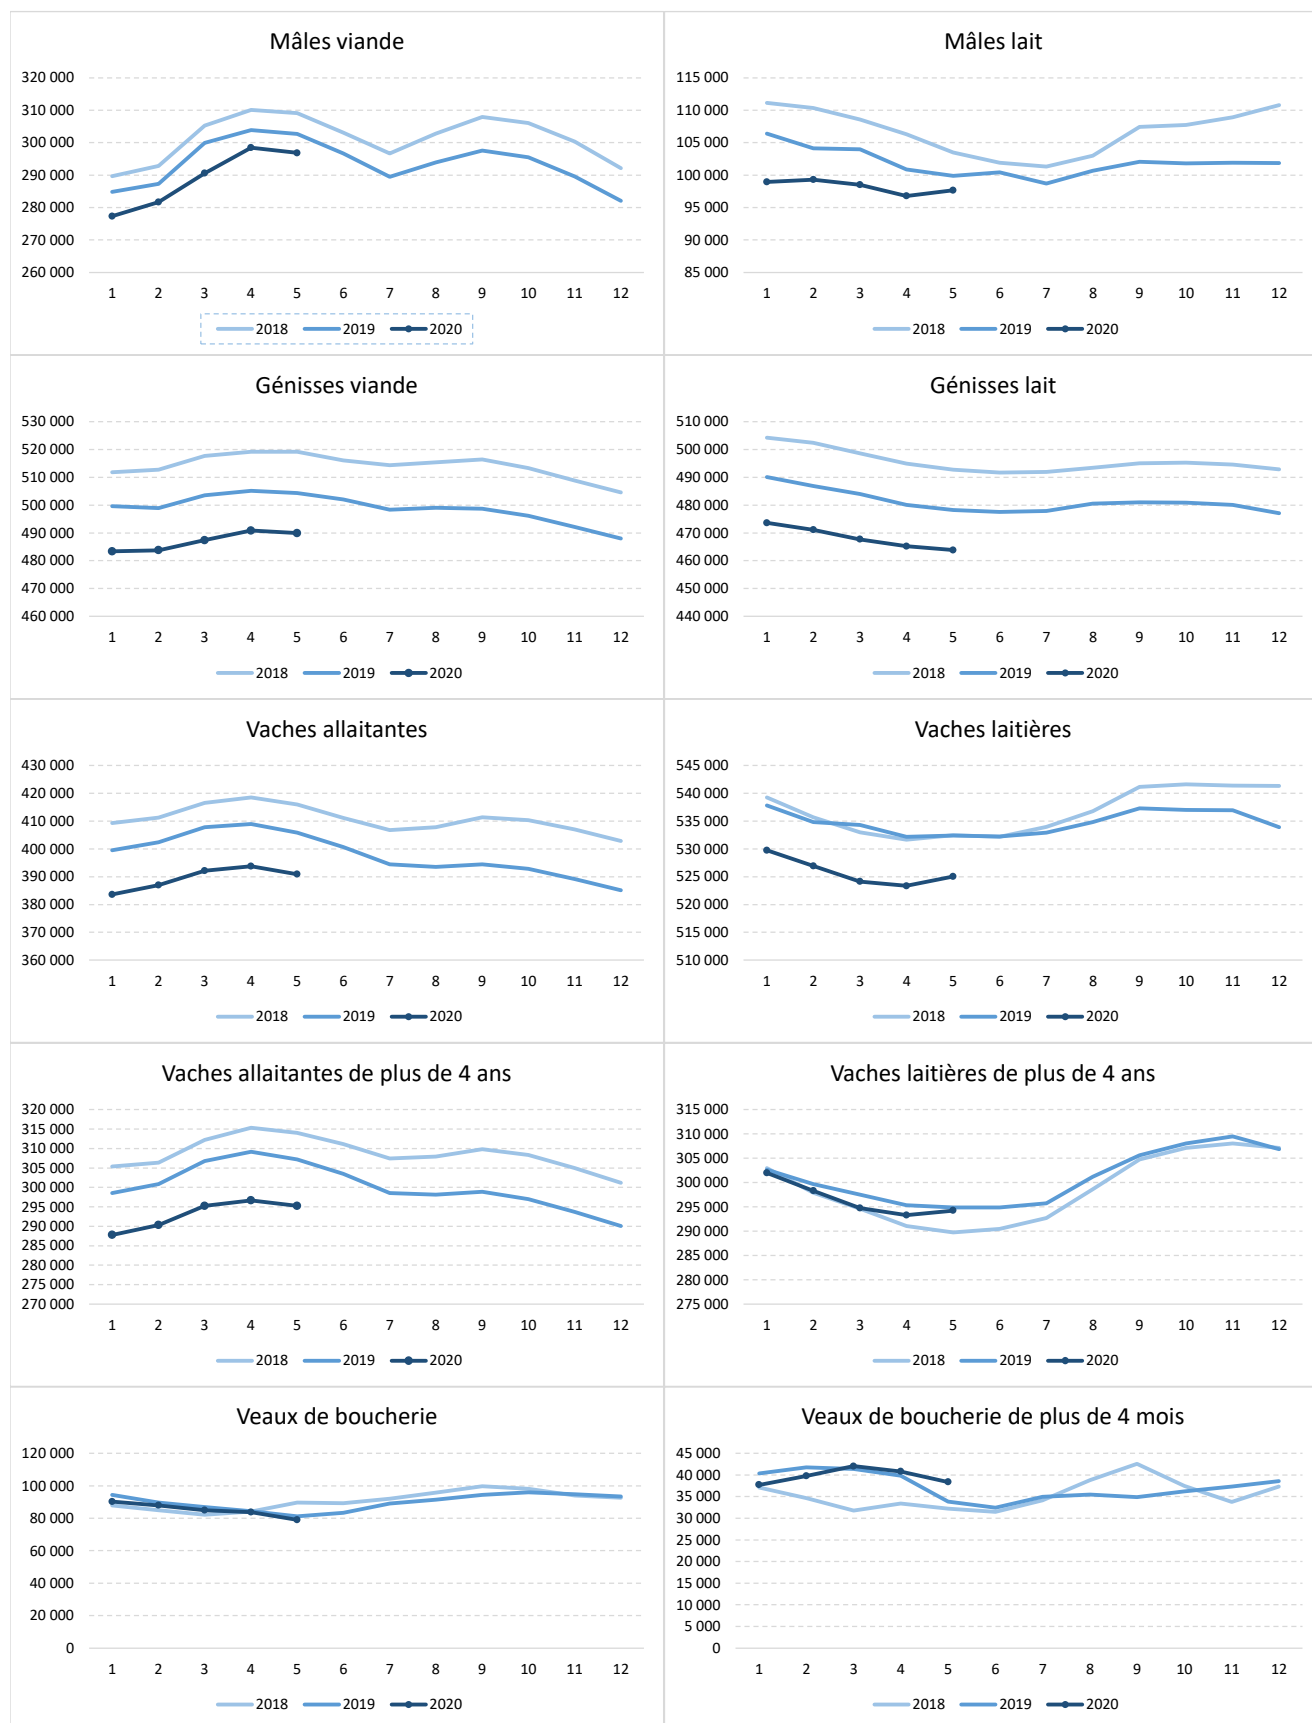 Mâles viande
320 000
310 000
300 000
290 000
280 000
270 000
260 000
1 2 3 4 5 6 7 8 9 10 11 12
2018 2019 2020
Mâles lait
115 000
110 000
105 000
100 000
95 000
90 000
85 000
1 2 3 4 5 6 7 8 9 10 11 12
2018 2019 2020
Génisses viande
530 000
520 000
510 000
500 000
490 000
480 000
470 000
460 000
1 2 3 4 5 6 7 8 9 10 11 12
2018 2019 2020
Génisses lait
510 000
500 000
490 000
480 000
470 000
460 000
450 000
440 000
1 2 3 4 5 6 7 8 9 10 11 12
2018 2019 2020
Vaches allaitantes
430 000
420 000
410 000
400 000
390 000
380 000
370 000
360 000
1 2 3 4 5 6 7 8 9 10 11 12
2018 2019 2020
Vaches laitières
545 000
540 000
535 000
530 000
525 000
520 000
515 000
510 000
1 2 3 4 5 6 7 8 9 10 11 12
2018 2019 2020
Vaches allaitantes de plus de 4 ans
320 000
315 000
310 000
305 000
300 000
295 000
290 000
285 000
280 000
275 000
270 000
1 2 3 4 5 6 7 8 9 10 11 12
2018 2019 2020
Vaches laitières de plus de 4 ans
315 000
310 000
305 000
300 000
295 000
290 000
285 000
280 000
275 000
1 2 3 4 5 6 7 8 9 10 11 12
2018 2019 2020
Veaux de boucherie
120 000
100 000
80 000
60 000
40 000
20 000
0
1 2 3 4 5 6 7 8 9 10 11 12
2018 2019 2020
Veaux de boucherie de plus de 4 mois
45 000
40 000
35 000
30 000
25 000
20 000
15 000
10 000
5 000
0
1 2 3 4 5 6 7 8 9 10 11 12
2018 2019 2020